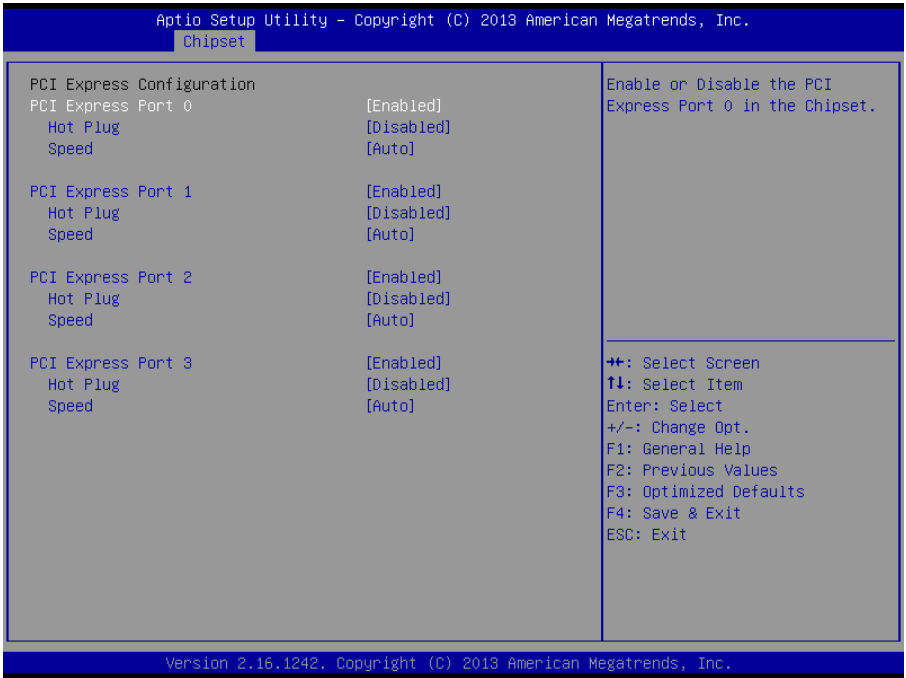 Aptio Setup Utility – Copyright (C) 2013 American Megatrends, Inc.
Chipset
PCI Express Configuration
PCI Express Port 0 [Enabled]
Hot Plug [Disabled]
Speed [Auto]
PCI Express Port 1 [Enabled]
Hot Plug [Disabled]
Speed [Auto]
PCI Express Port 2 [Enabled]
Hot Plug [Disabled]
Speed [Auto]
PCI Express Port 3 [Enabled]
Hot Plug [Disabled]
Speed [Auto]
Enable or Disable the PCI
Express Port 0 in the Chipset.
→←: Select Screen
↑↓: Select Item
Enter: Select
+/-: Change Opt.
F1: General Help
F2: Previous Values
F3: Optimized Defaults
F4: Save & Exit
ESC: Exit
Version 2.16.1242. Copyright (C) 2013 American Megatrends, Inc.